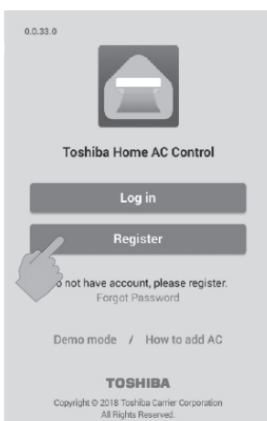 0.0.33.0
Toshiba Home AC Control
Log in
Register
o not have account, please register.
Forgot Password
Demo mode / How to add AC
TOSHIBA
Copyright © 2018 Toshiba Carrier Corporation
All Rights Reserved.